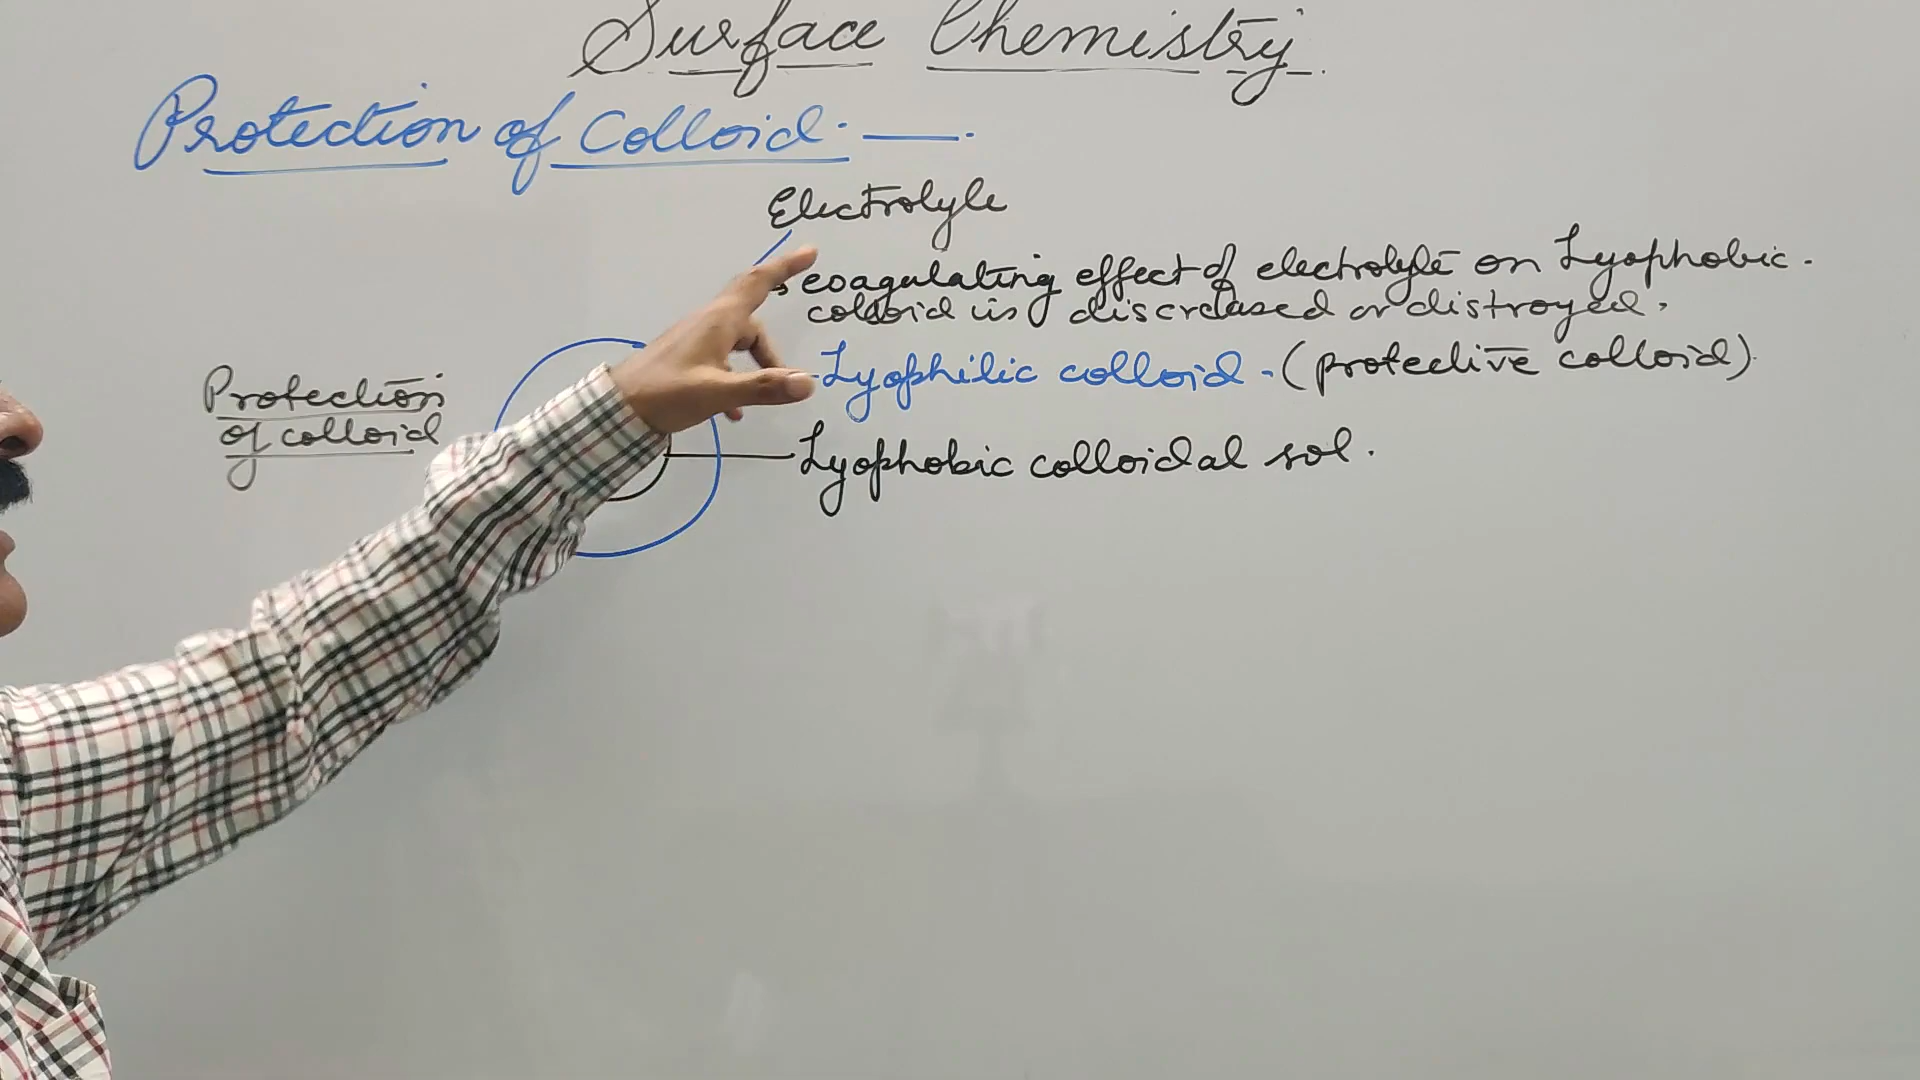 Surface Chemistry.
Protection of Colloid. —.
Electrolyte
coagulating effect of electrolyte on Lyophobic.
colloid is discreased or distroyed.
Lyophilic colloid. (protective colloid).
Protection
of colloid
Lyophobic colloidal sol.